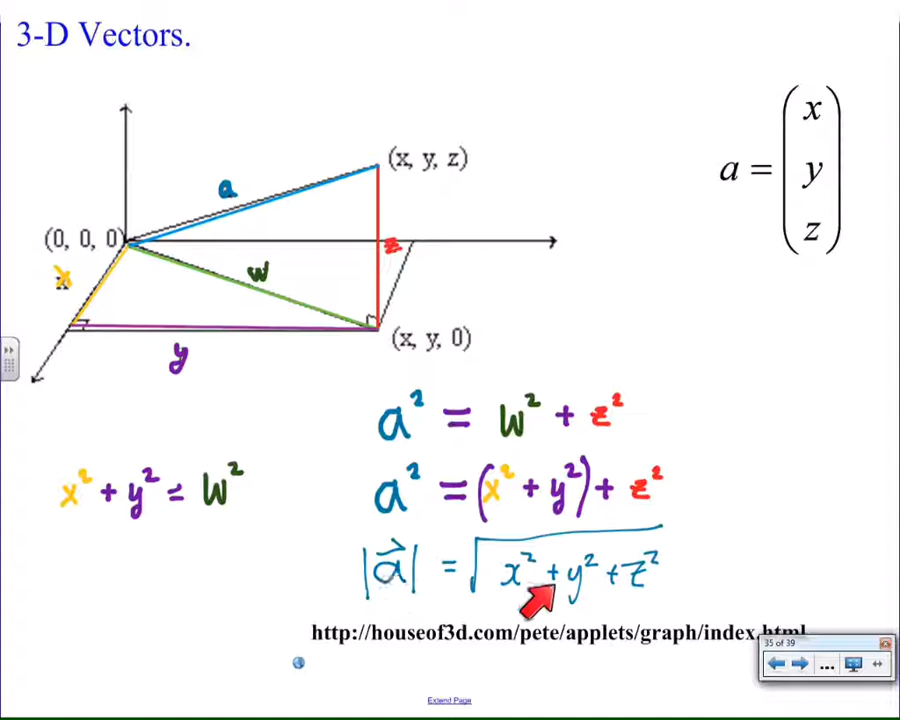 3-D Vectors.
a = ( x
y
z )
(x, y, z)
a
(0, 0, 0)
z
x
w
(x, y, 0)
y
a² = w² + z²
x² + y² = w²
a² = (x² + y²) + z²
|a⃗| = √x² + y² + z²
http://houseof3d.com/pete/applets/graph/index.html
35 of 39
...
Extend Page